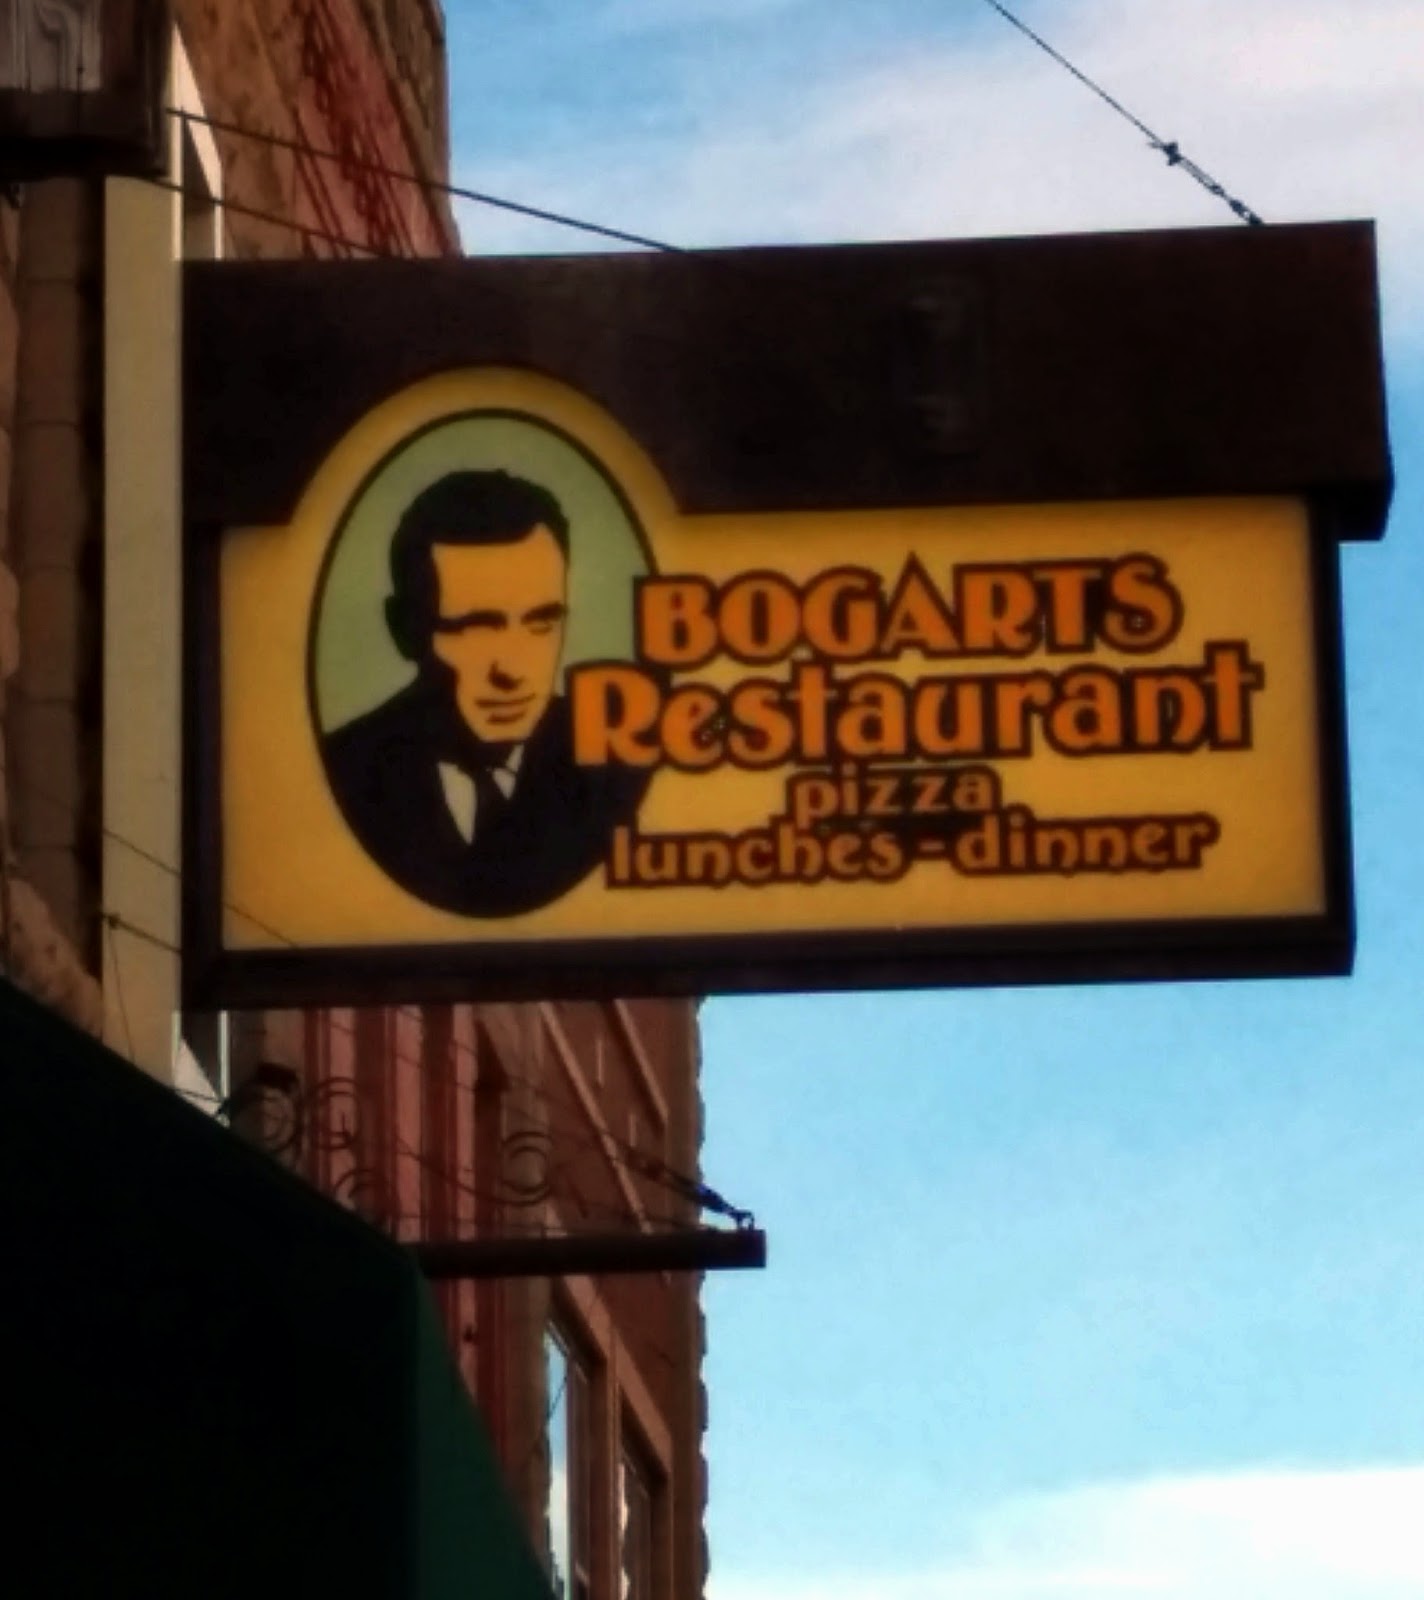 BOGARTS
Restaurant
pizza
lunches-dinner